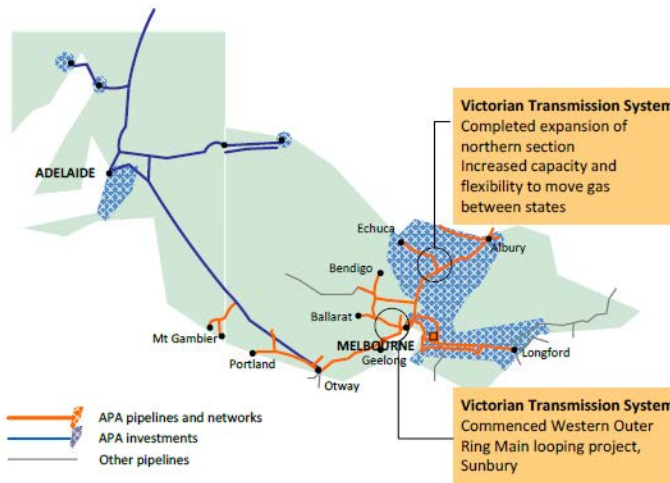 Victorian Transmission System
Completed expansion of
northern section
Increased capacity and
flexibility to move gas
between states
ADELAIDE
Echuca
Albury
Bendigo
Ballarat
MELBOURNE
Mt Gambier
Geelong
Longford
Portland
Otway
Victorian Transmission System
Commenced Western Outer
Ring Main looping project,
Sunbury
APA pipelines and networks
APA investments
Other pipelines